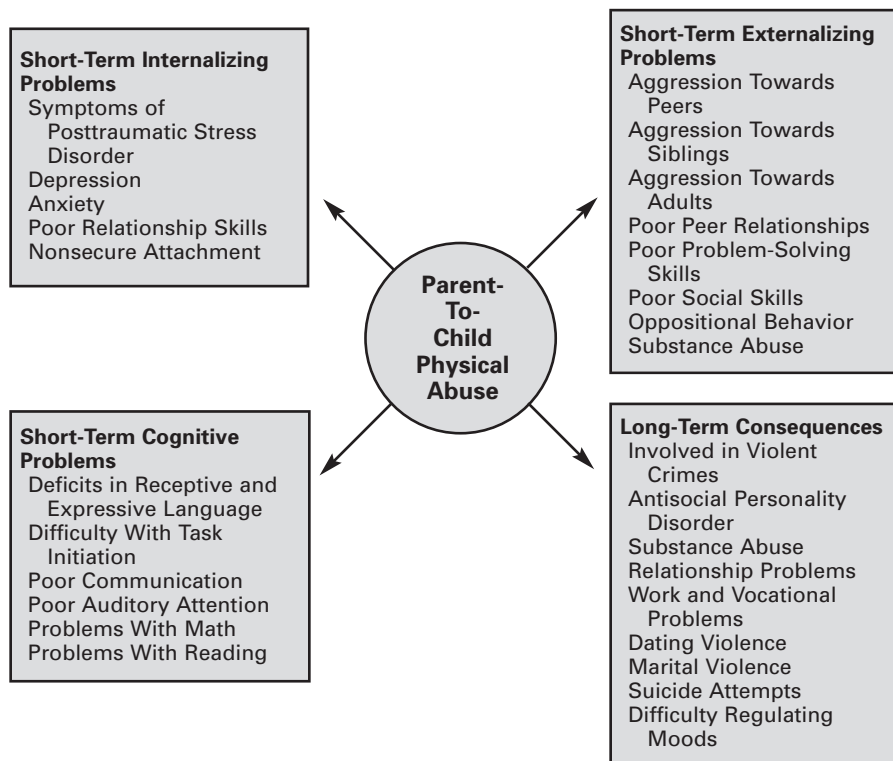 Short-Term Internalizing
Problems
Symptoms of
Posttraumatic Stress
Disorder
Depression
Anxiety
Poor Relationship Skills
Nonsecure Attachment
Short-Term Externalizing
Problems
Aggression Towards
Peers
Aggression Towards
Siblings
Aggression Towards
Adults
Poor Peer Relationships
Poor Problem-Solving
Skills
Poor Social Skills
Oppositional Behavior
Substance Abuse
Parent-
To-
Child
Physical
Abuse
Short-Term Cognitive
Problems
Deficits in Receptive and
Expressive Language
Difficulty With Task
Initiation
Poor Communication
Poor Auditory Attention
Problems With Math
Problems With Reading
Long-Term Consequences
Involved in Violent
Crimes
Antisocial Personality
Disorder
Substance Abuse
Relationship Problems
Work and Vocational
Problems
Dating Violence
Marital Violence
Suicide Attempts
Difficulty Regulating
Moods